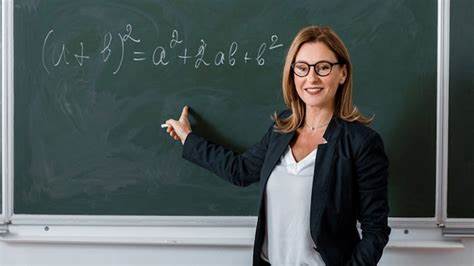 (a + b)² = a² + 2ab + b²